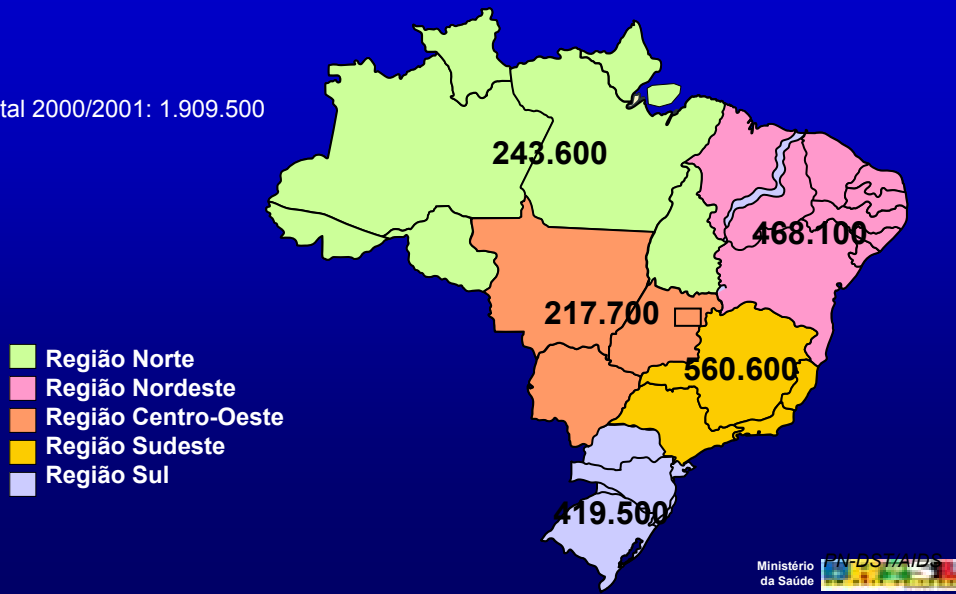 tal 2000/2001: 1.909.500
243.600
468.100
217.700
560.600
419.500
Região Norte
Região Nordeste
Região Centro-Oeste
Região Sudeste
Região Sul
Ministério
da Saúde
PN-DST/AIDS